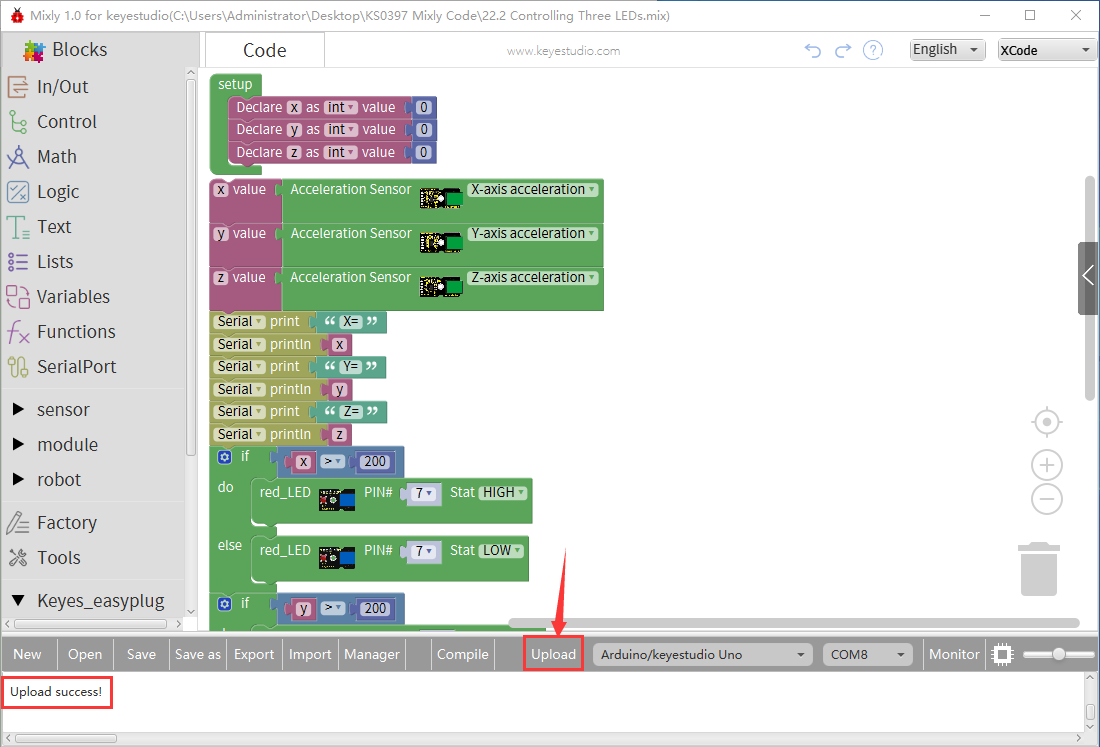 Mixly 1.0 for keyestudio(C:\Users\Administrator\Desktop\KS0397 Mixly Code\22.2 Controlling Three LEDs.mix)
Blocks
Code
www.keyestudio.com
English
XCode
In/Out
Control
Math
Logic
Text
Lists
Variables
Functions
SerialPort
sensor
module
robot
Factory
Tools
Keyes_easyplug
setup
Declare x as int value 0
Declare y as int value 0
Declare z as int value 0
x value Acceleration Sensor X-axis acceleration
y value Acceleration Sensor Y-axis acceleration
z value Acceleration Sensor Z-axis acceleration
Serial print “ X= ”
Serial println x
Serial print “ Y= ”
Serial println y
Serial print “ Z= ”
Serial println z
if x > 200
do red_LED PIN# 7 Stat HIGH
else red_LED PIN# 7 Stat LOW
if y > 200
New Open Save Save as Export Import Manager Compile Upload Arduino/keyestudio Uno COM8 Monitor
Upload success!